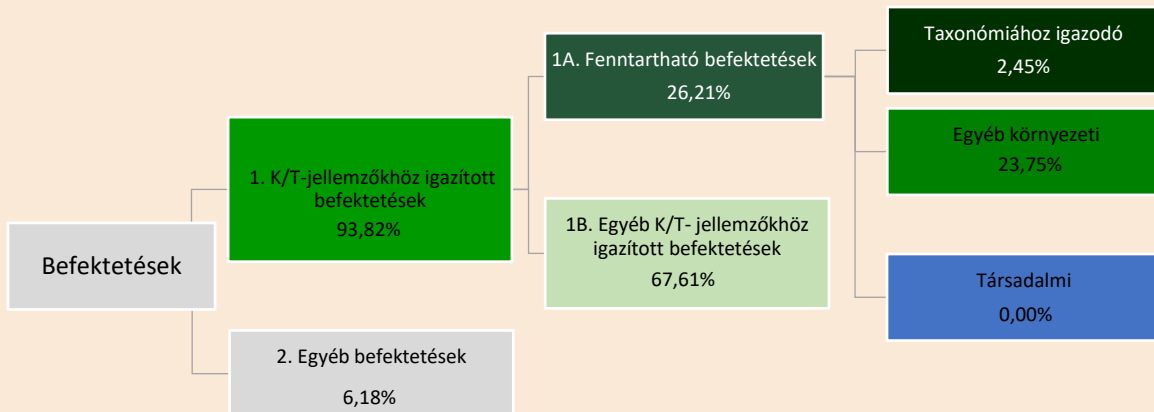 Befektetések
1. K/T-jellemzőkhöz igazított
befektetések
93,82%
2. Egyéb befektetések
6,18%
1A. Fenntartható befektetések
26,21%
1B. Egyéb K/T- jellemzőkhöz
igazított befektetések
67,61%
Taxonómiához igazodó
2,45%
Egyéb környezeti
23,75%
Társadalmi
0,00%